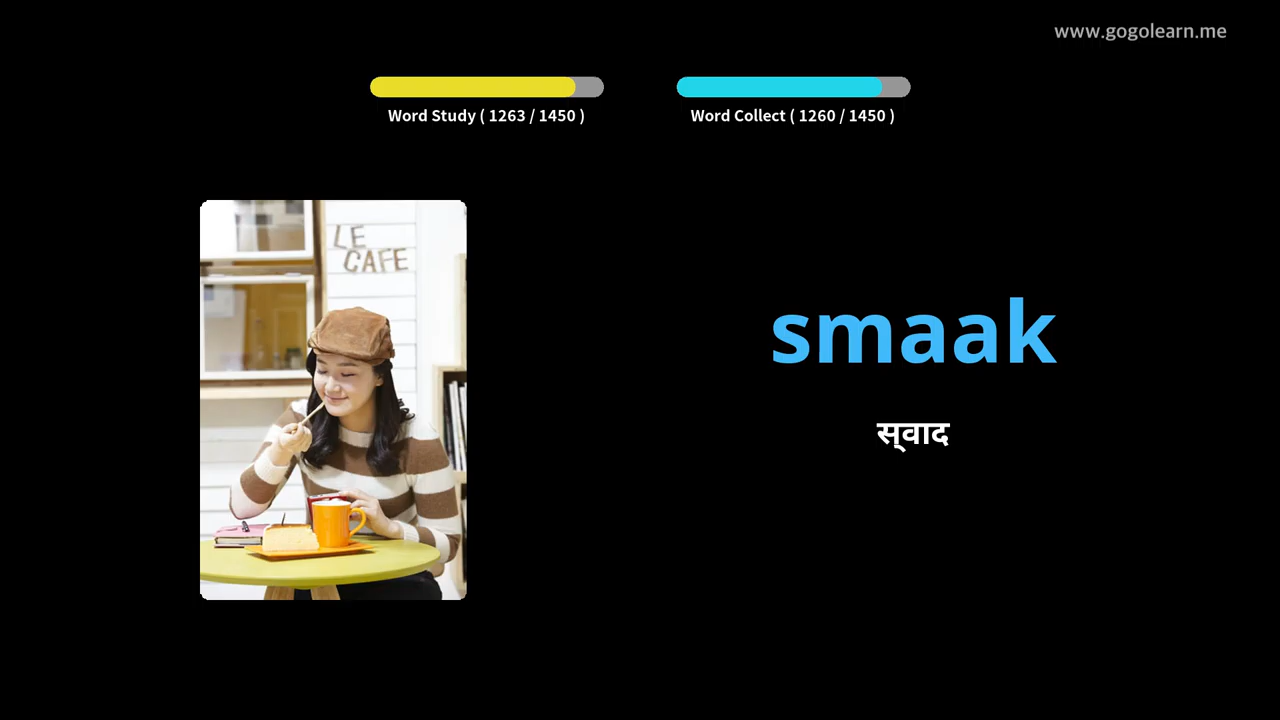 www.gogolearn.me
Word Study ( 1263 / 1450 )
Word Collect ( 1260 / 1450 )
LE
CAFE
smaak
स्वाद